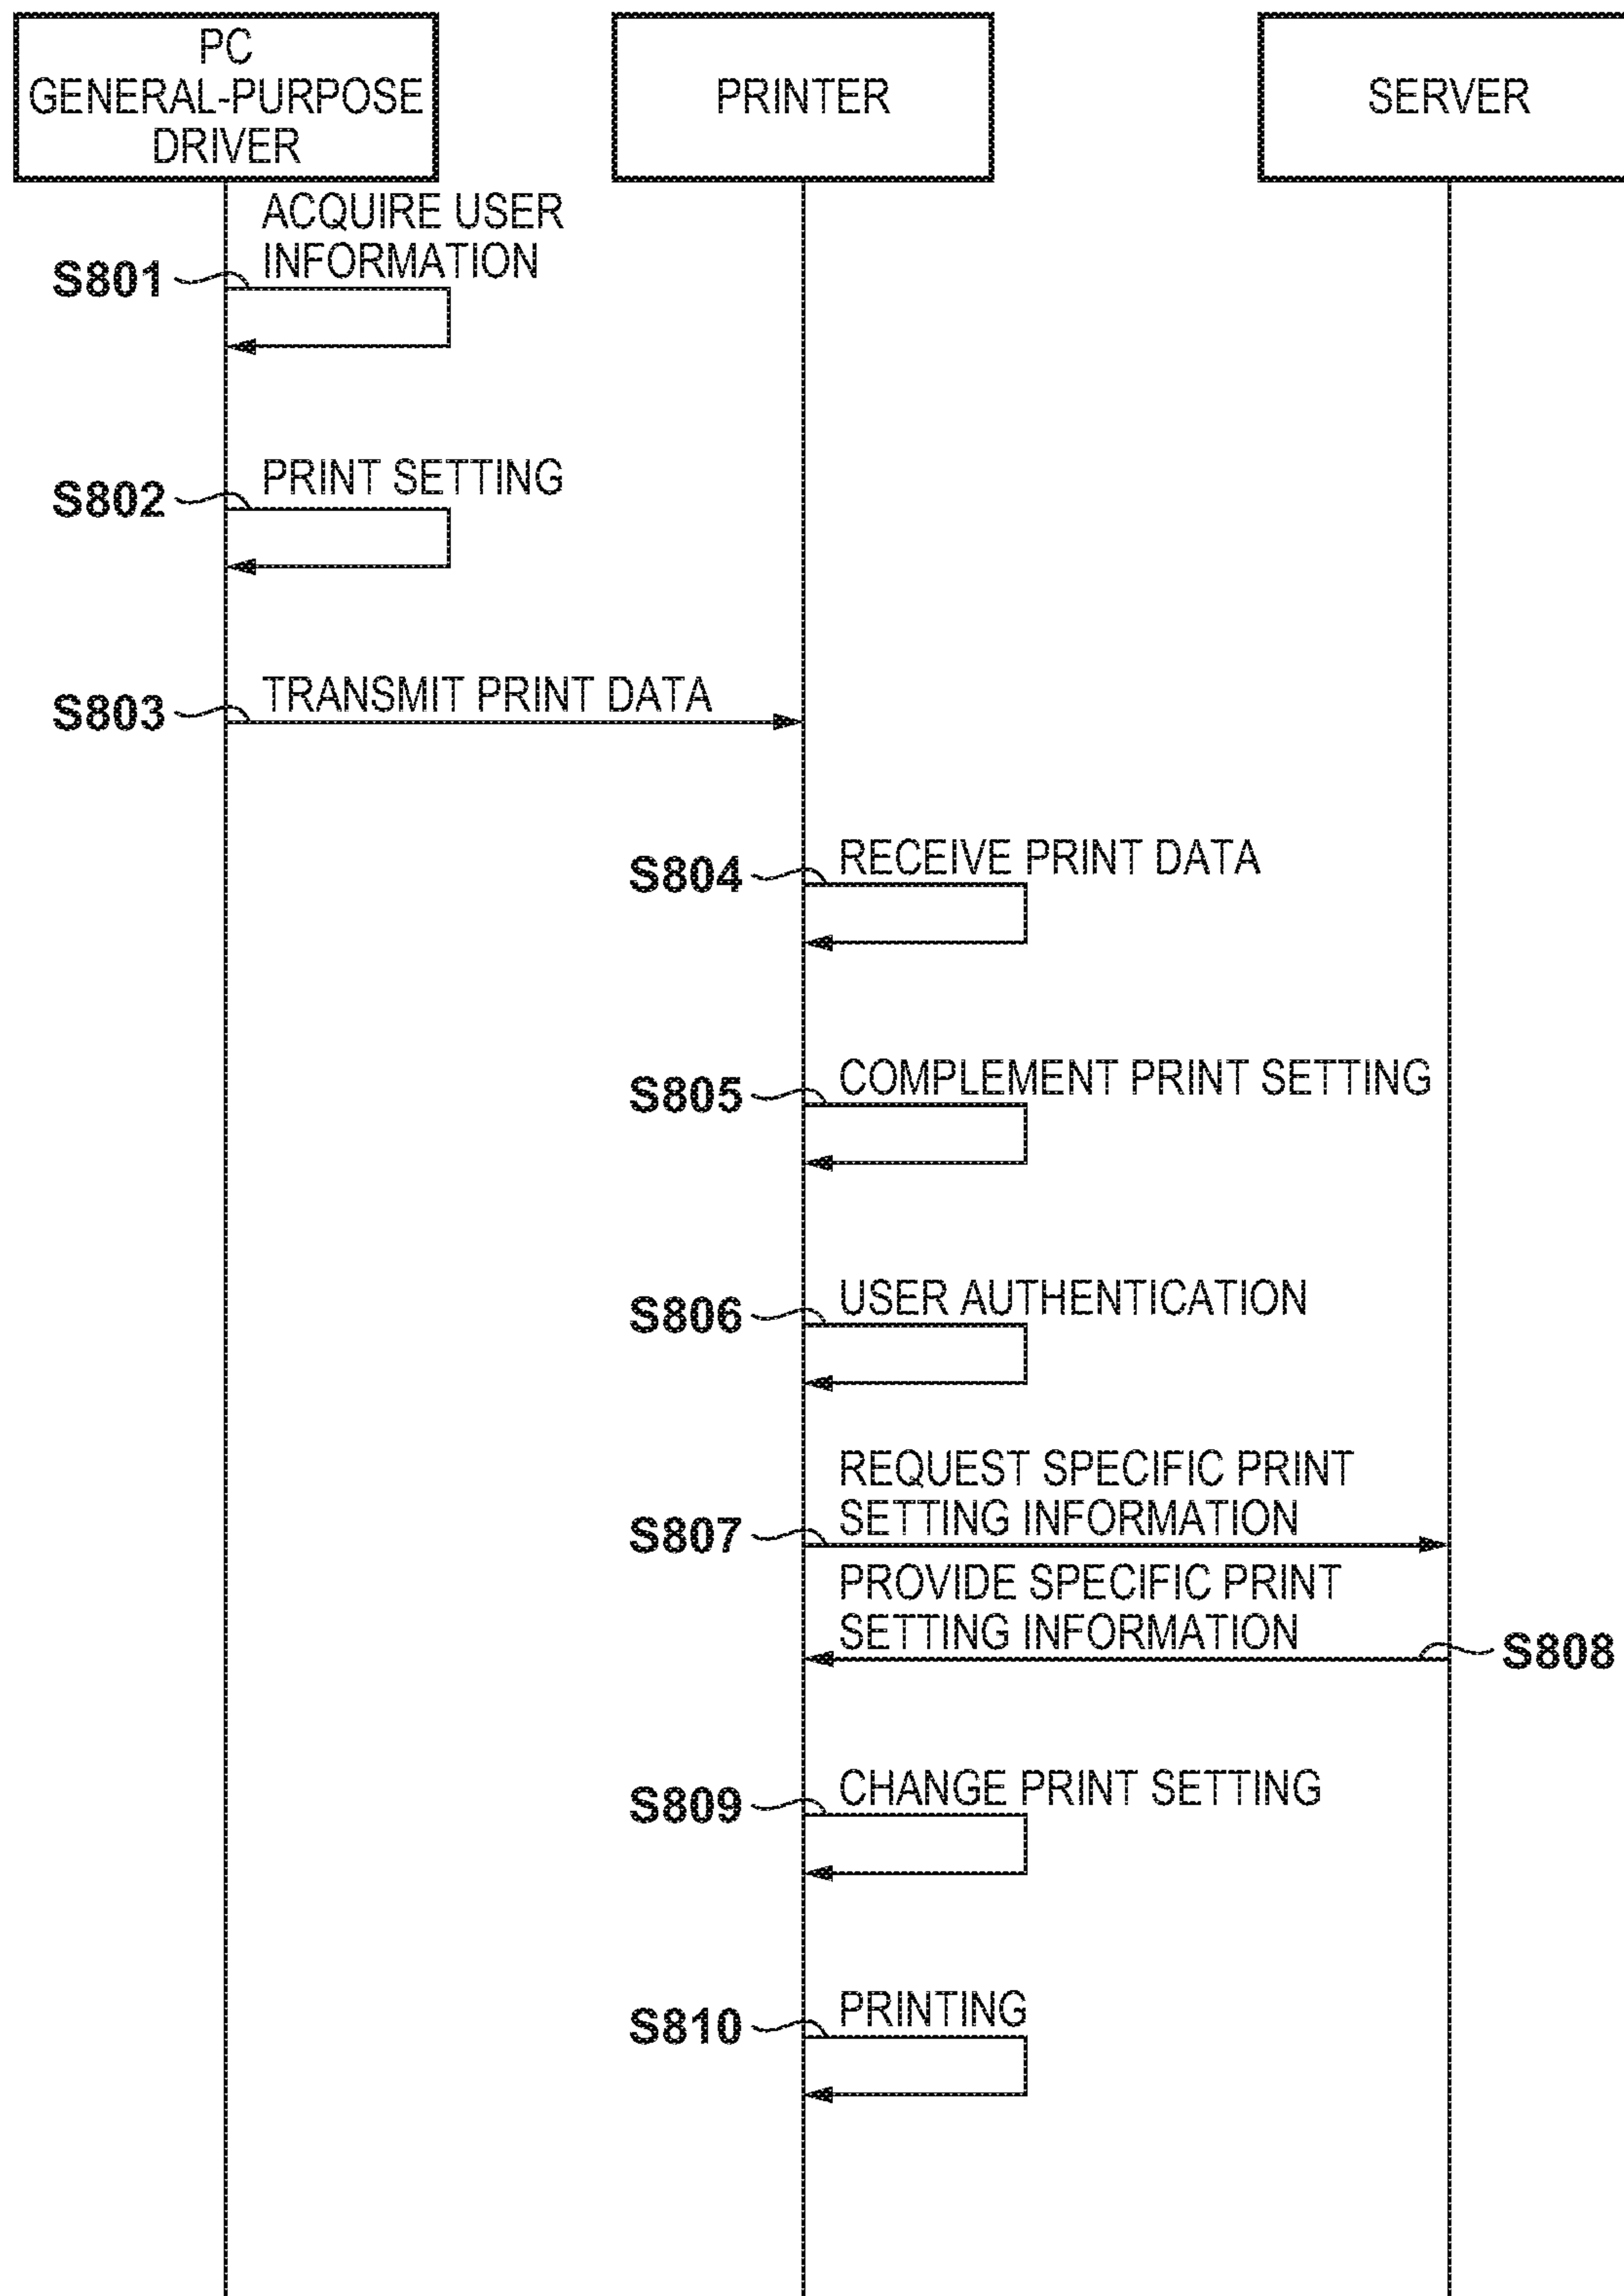 PC
GENERAL-PURPOSE
DRIVER
PRINTER
SERVER
ACQUIRE USER
INFORMATION
S801
PRINT SETTING
S802
TRANSMIT PRINT DATA
S803
RECEIVE PRINT DATA
S804
COMPLEMENT PRINT SETTING
S805
USER AUTHENTICATION
S806
REQUEST SPECIFIC PRINT
SETTING INFORMATION
S807
PROVIDE SPECIFIC PRINT
SETTING INFORMATION
S808
CHANGE PRINT SETTING
S809
PRINTING
S810